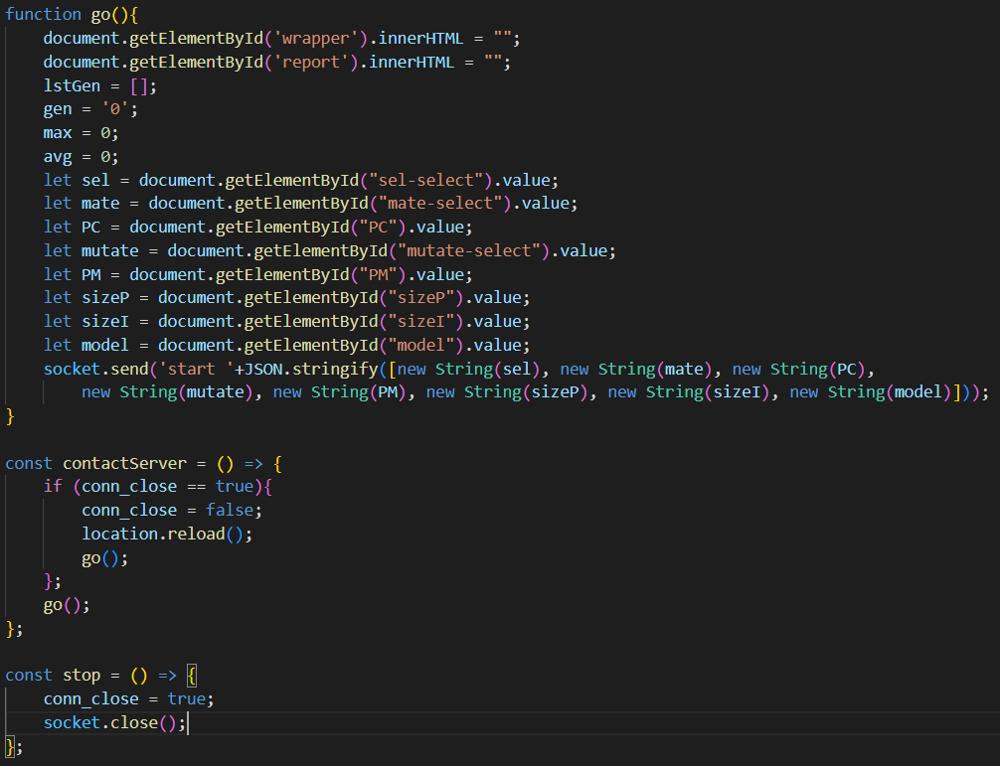 function go(){
    document.getElementById('wrapper').innerHTML = "";
    document.getElementById('report').innerHTML = "";
    lstGen = [];
    gen = '0';
    max = 0;
    avg = 0;
    let sel = document.getElementById("sel-select").value;
    let mate = document.getElementById("mate-select").value;
    let PC = document.getElementById("PC").value;
    let mutate = document.getElementById("mutate-select").value;
    let PM = document.getElementById("PM").value;
    let sizeP = document.getElementById("sizeP").value;
    let sizeI = document.getElementById("sizeI").value;
    let model = document.getElementById("model").value;
    socket.send('start '+JSON.stringify([new String(sel), new String(mate), new String(PC),
        new String(mutate), new String(PM), new String(sizeP), new String(sizeI), new String(model)]));
}

const contactServer = () => {
    if (conn_close == true){
        conn_close = false;
        location.reload();
        go();
    };
    go();
};

const stop = () => {
    conn_close = true;
    socket.close();
};